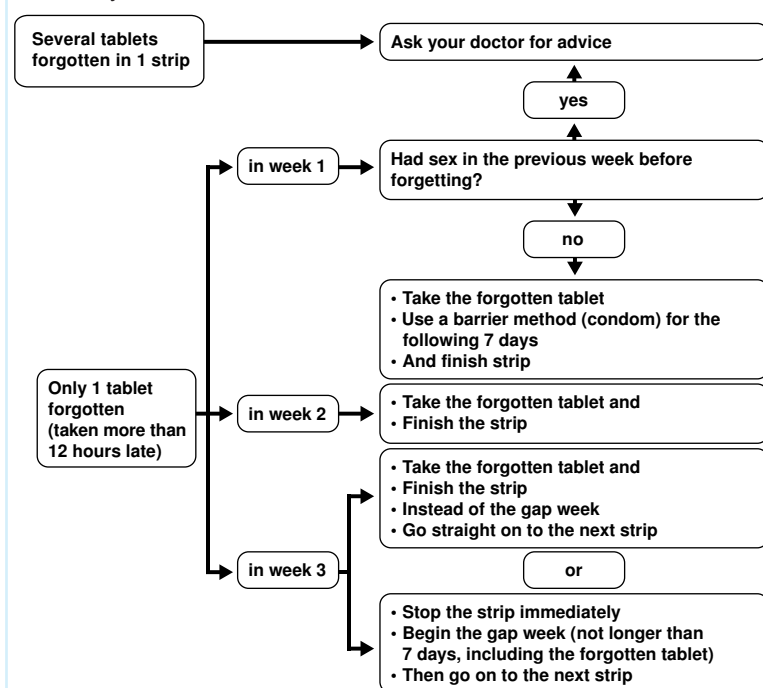 Several tablets
forgotten in 1 strip
Ask your doctor for advice
yes
in week 1
Had sex in the previous week before
forgetting?
no
• Take the forgotten tablet
• Use a barrier method (condom) for the
following 7 days
• And finish strip
Only 1 tablet
forgotten
(taken more than
12 hours late)
in week 2
• Take the forgotten tablet and
• Finish the strip
in week 3
• Take the forgotten tablet and
• Finish the strip
• Instead of the gap week
• Go straight on to the next strip
or
• Stop the strip immediately
• Begin the gap week (not longer than
7 days, including the forgotten tablet)
• Then go on to the next strip